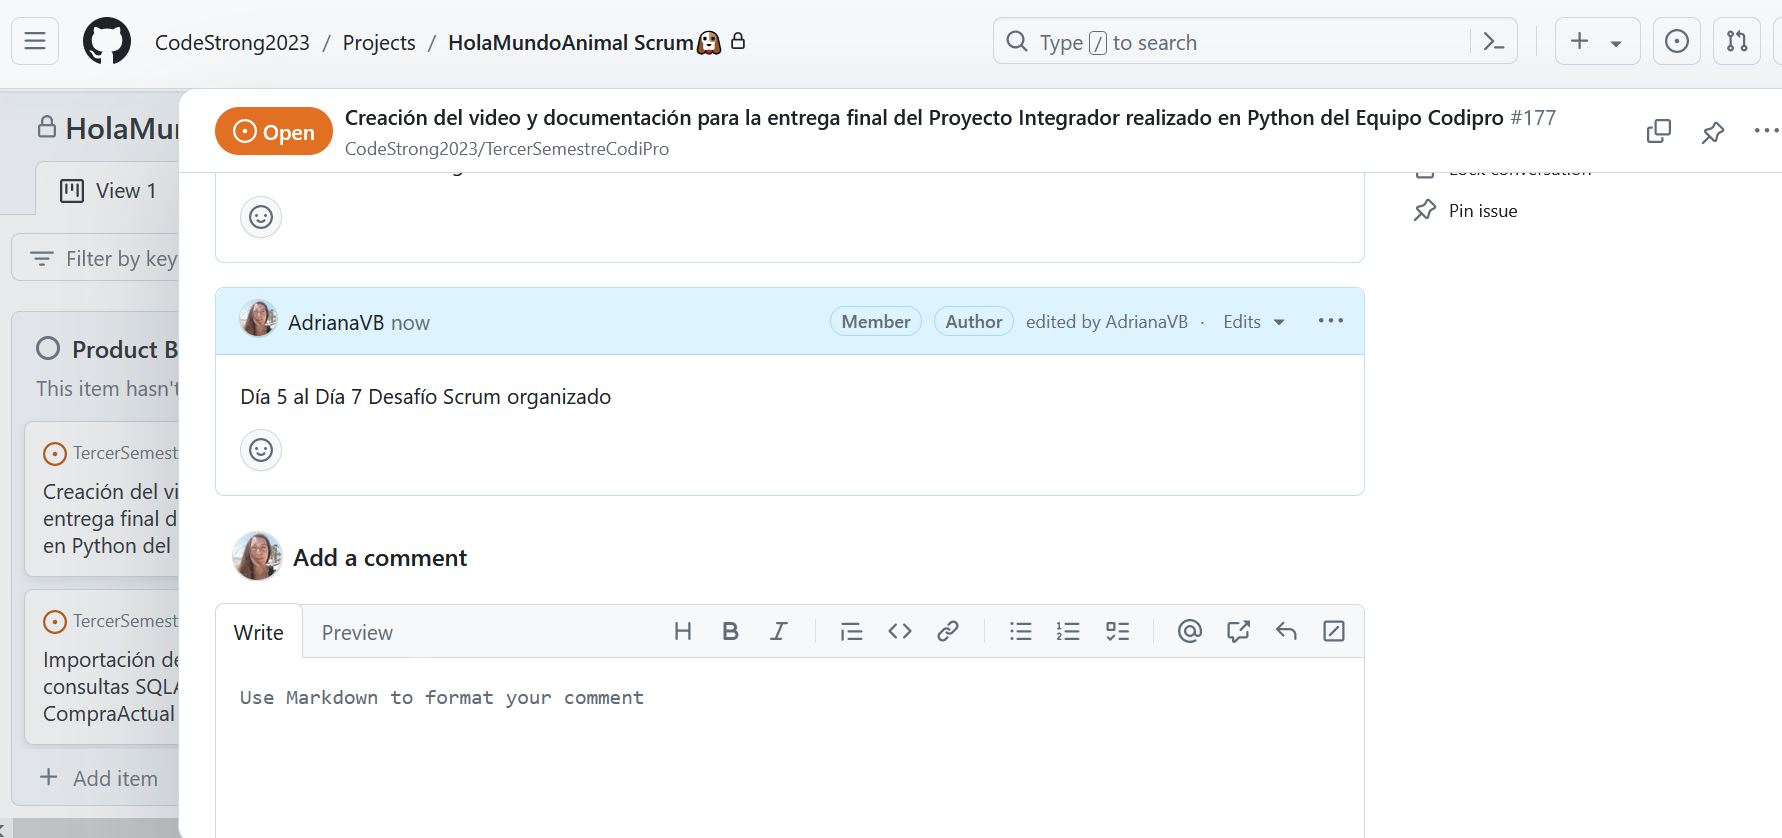 CodeStrong2023 / Projects / HolaMundoAnimal Scrum
Type / to search
HolaMu
View 1
Filter by key
Product B
This item hasn't
TercerSemest
Creación del vi
entrega final d
en Python del
TercerSemest
Importación de
consultas SQLA
CompraActual
Add item
Open
Creación del video y documentación para la entrega final del Proyecto Integrador realizado en Python del Equipo Codipro #177
CodeStrong2023/TercerSemestreCodiPro
Lock conversation
Pin issue
AdrianaVB now
Member
Author
edited by AdrianaVB · Edits
Día 5 al Día 7 Desafío Scrum organizado
Add a comment
Write
Preview
Use Markdown to format your comment